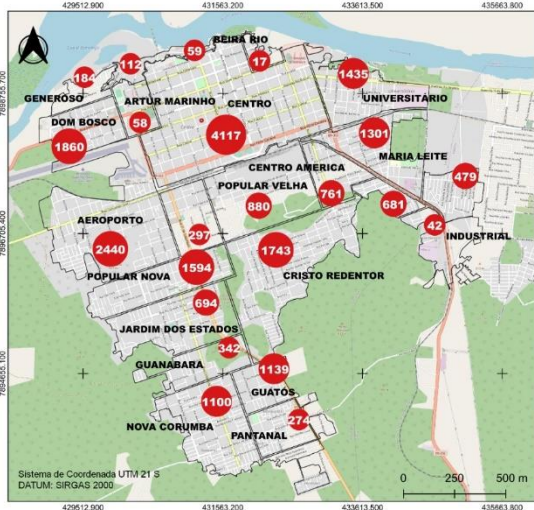 429512.900 431563.200 433613.500 435663.800
BEIRA RIO
59
17
112
1435
184
GENEROSO
UNIVERSITÁRIO
ARTUR MARINHO
CENTRO
DOM BOSCO
58
4117
1301
1860
MARIA LEITE
CENTRO AMERICA
479
POPULAR VELHA
761
880
681
AEROPORTO
42
INDUSTRIAL
297
2440
1743
1594
POPULAR NOVA
CRISTO REDENTOR
694
JARDIM DOS ESTADOS
342
GUANABARA
1139
GUATÓS
1100
274
NOVA CORUMBA
PANTANAL
7898755.700
7896705.400
7894655.100
Sistema de Coordenada UTM 21 S
DATUM: SIRGAS 2000
0 250 500 m
429512.900 431563.200 433613.500 435663.800